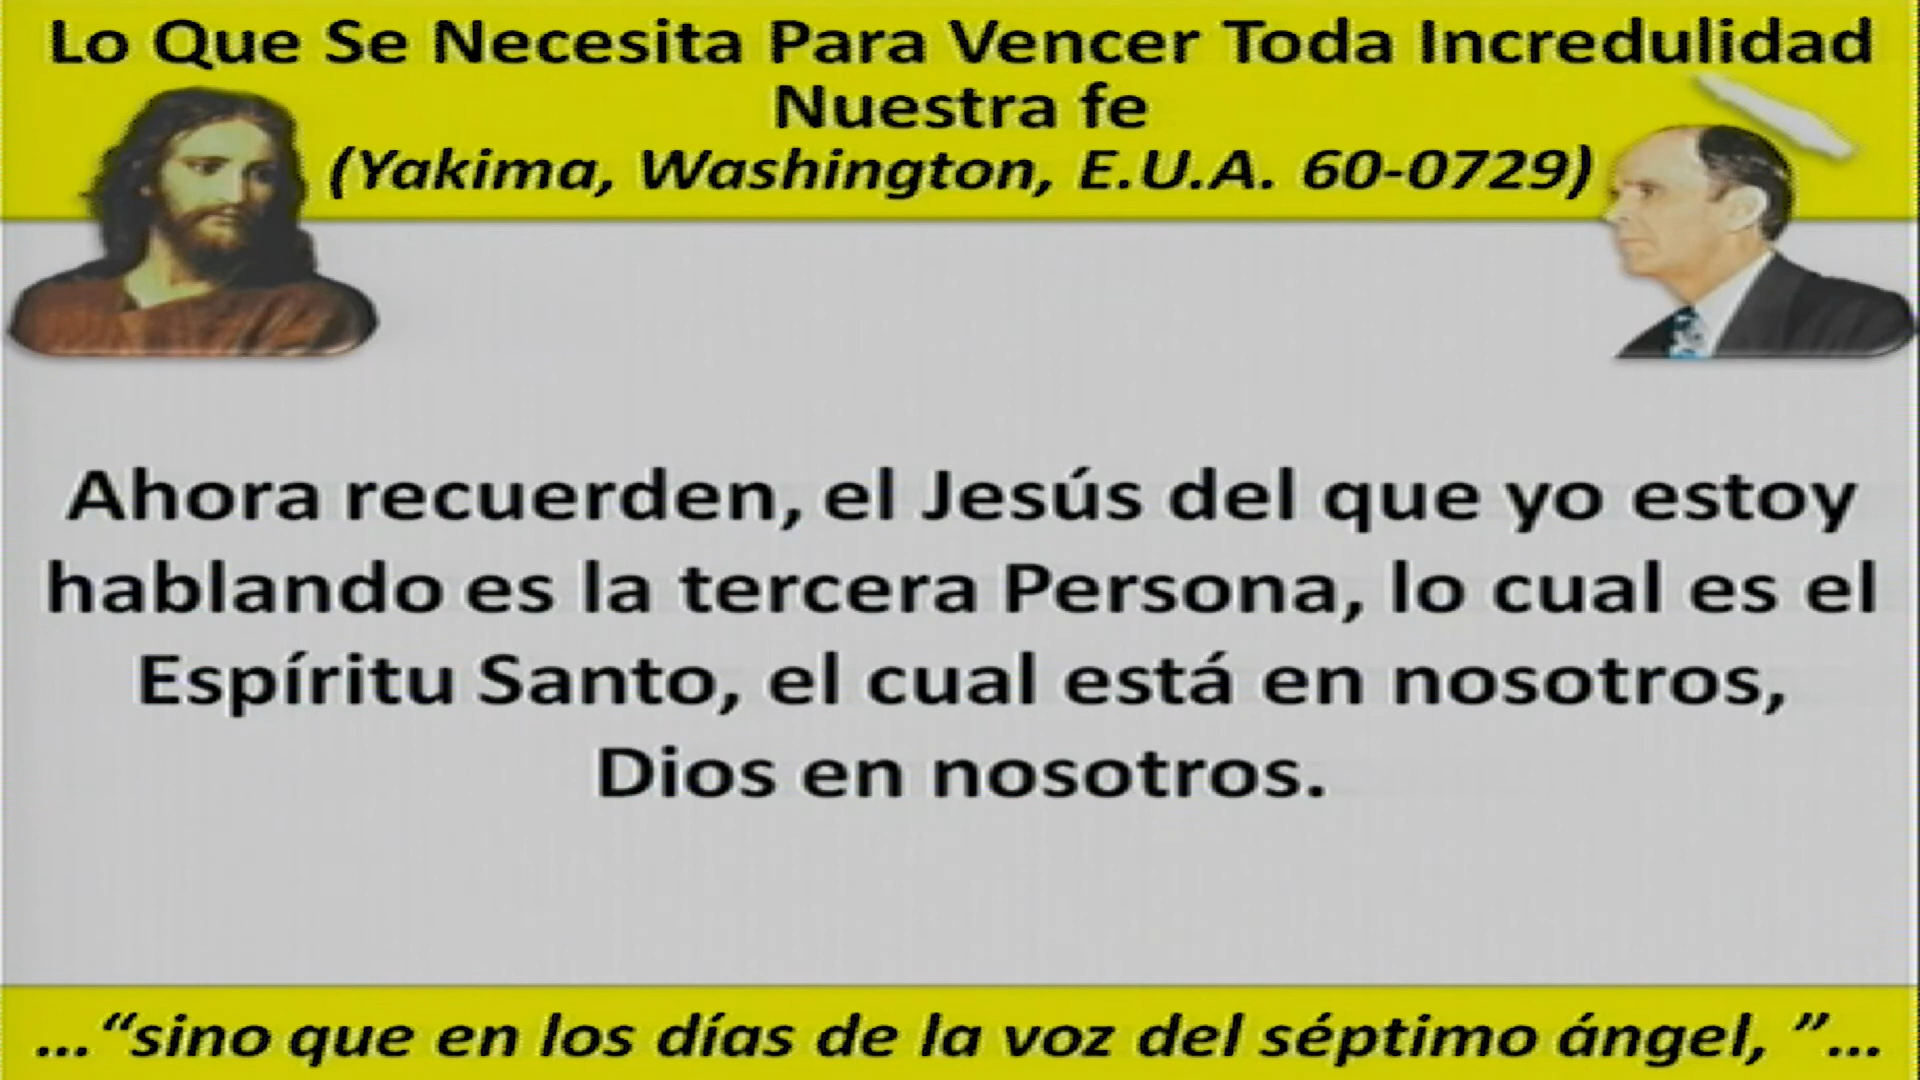 Lo Que Se Necesita Para Vencer Toda Incredulidad
Nuestra fe
(Yakima, Washington, E.U.A. 60-0729)
Ahora recuerden, el Jesús del que yo estoy
hablando es la tercera Persona, lo cual es el
Espíritu Santo, el cual está en nosotros,
Dios en nosotros.
...“sino que en los días de la voz del séptimo ángel, ”...